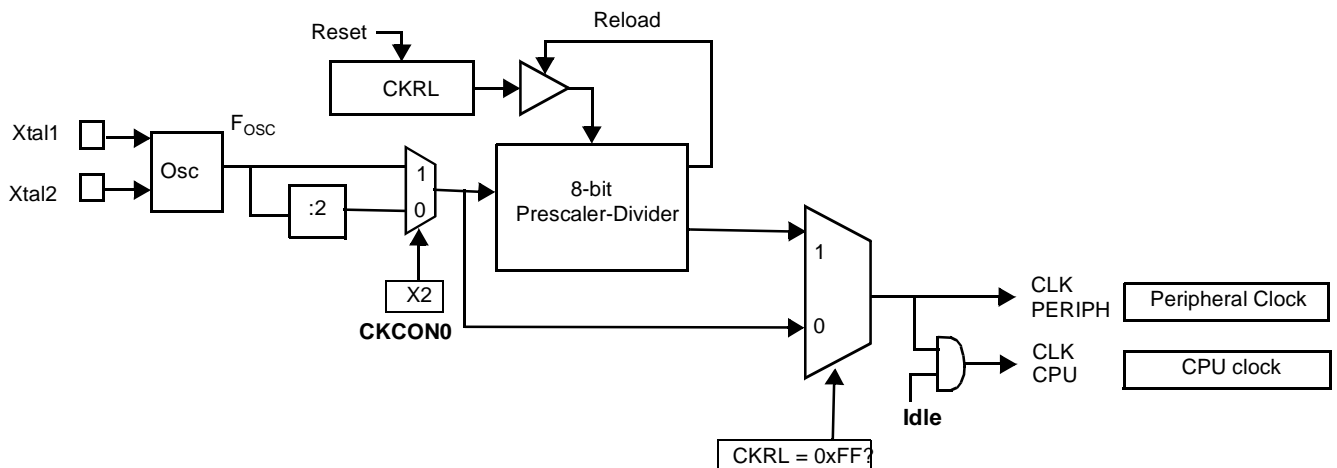 Reload
Reset
CKRL
Xtal1
Xtal2
Osc
FOSC
:2
1
0
X2
CKCON0
8-bit
Prescaler-Divider
1
0
CKRL = 0xFF?
CLK
PERIPH
Peripheral Clock
CLK
CPU
CPU clock
Idle